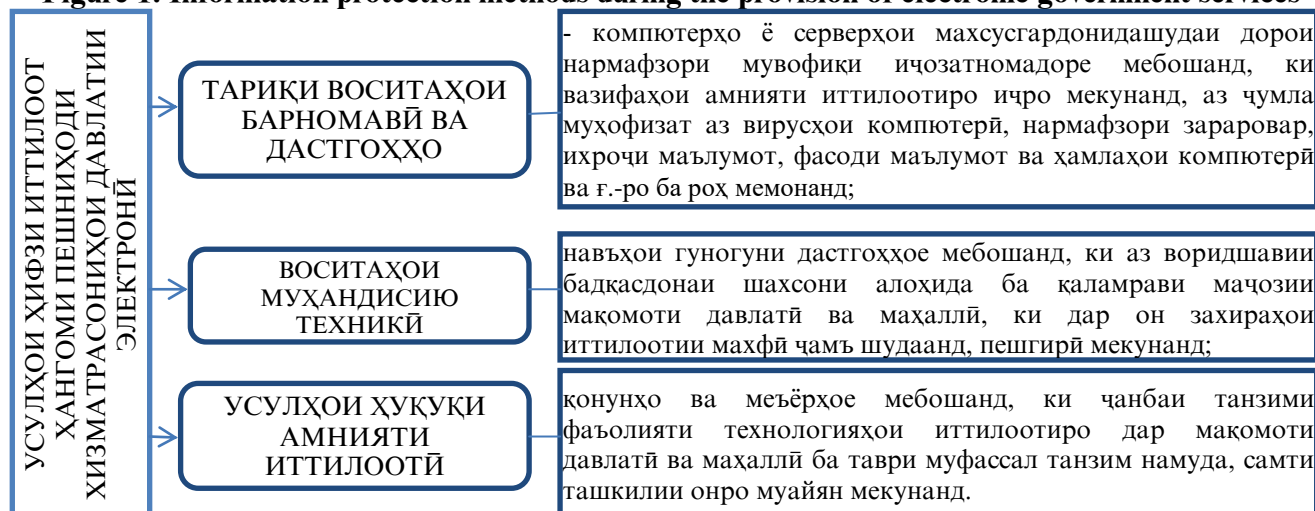 Figure 1. Information protection methods during the provision of electronic government services
УСУЛҲОИ ҲИФЗИ ИТТИЛООТ
ҲАНГОМИ ПЕШНИҲОДИ
ХИЗМАТРАСОНИҲОИ ДАВЛАТИИ
ЭЛЕКТРОНӢ
ТАРИҚИ ВОСИТАҲОИ
БАРНОМАВӢ ВА
ДАСТГОҲҲО
- компютерҳо ё серверҳои махсусгардонидашудаи дорои
нармафзори мувофиқи иҷозатномадоре мебошанд, ки
вазифаҳои амнияти иттилоотиро иҷро мекунанд, аз ҷумла
муҳофизат аз вирусҳои компютерӣ, нармафзори зараровар,
ихроҷи маълумот, фасоди маълумот ва ҳамлаҳои компютерӣ
ва ғ.-ро ба роҳ мемонанд;
ВОСИТАҲОИ
МУҲАНДИСИЮ
ТЕХНИКӢ
навъҳои гуногуни дастгоҳҳое мебошанд, ки аз воридшавии
бадқасдонаи шахсони алоҳида ба қаламрави маҷозии
мақомоти давлатӣ ва маҳаллӣ, ки дар он захираҳои
иттилоотии махфӣ ҷамъ шудаанд, пешгирӣ мекунанд;
УСУЛҲОИ ҲУҚУҚИ
АМНИЯТИ
ИТТИЛООТӢ
қонунҳо ва меъёрҳое мебошанд, ки ҷанбаи танзими
фаъолияти технологияҳои иттилоотиро дар мақомоти
давлатӣ ва маҳаллӣ ба таври муфассал танзим намуда, самти
ташкилии онро муайян мекунанд.